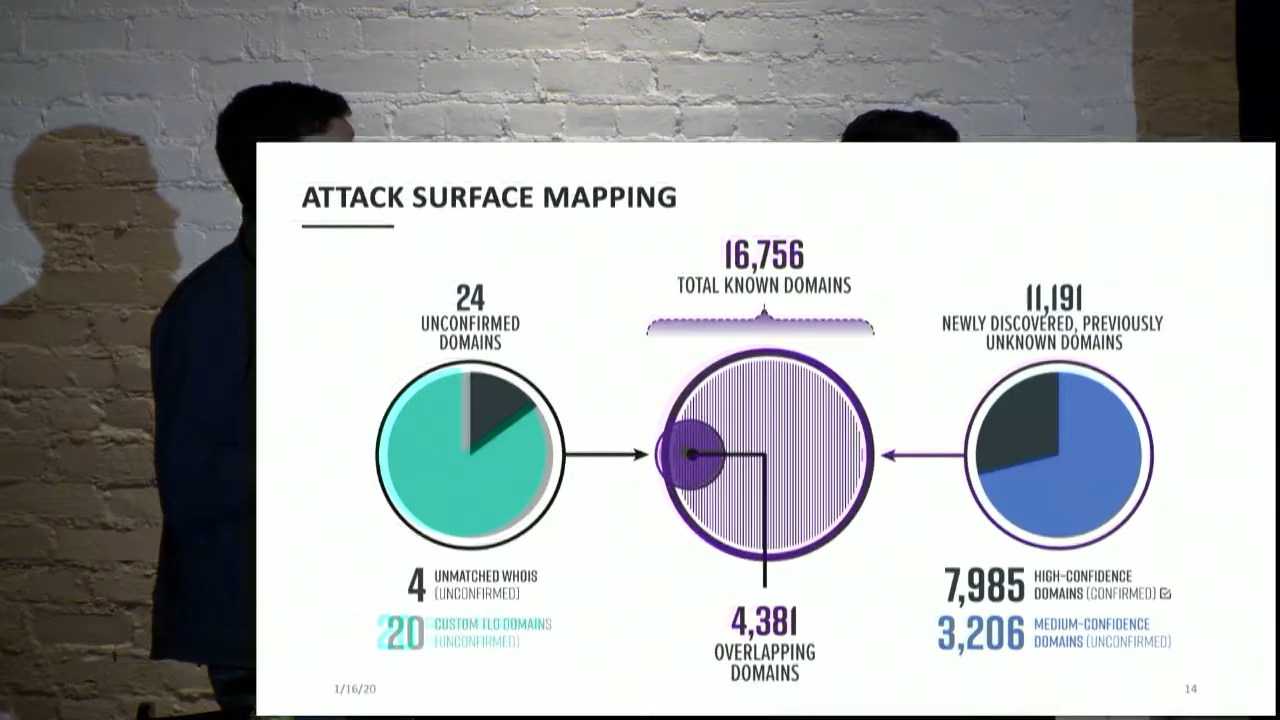 ATTACK SURFACE MAPPING
16,756
TOTAL KNOWN DOMAINS
24
UNCONFIRMED
DOMAINS
11,191
NEWLY DISCOVERED, PREVIOUSLY
UNKNOWN DOMAINS
4 UNMATCHED WHOIS
(UNCONFIRMED)
20 CUSTOM TLD DOMAINS
(UNCONFIRMED)
4,381
OVERLAPPING
DOMAINS
7,985 HIGH-CONFIDENCE
DOMAINS (CONFIRMED)
3,206 MEDIUM-CONFIDENCE
DOMAINS (UNCONFIRMED)
1/16/20
14